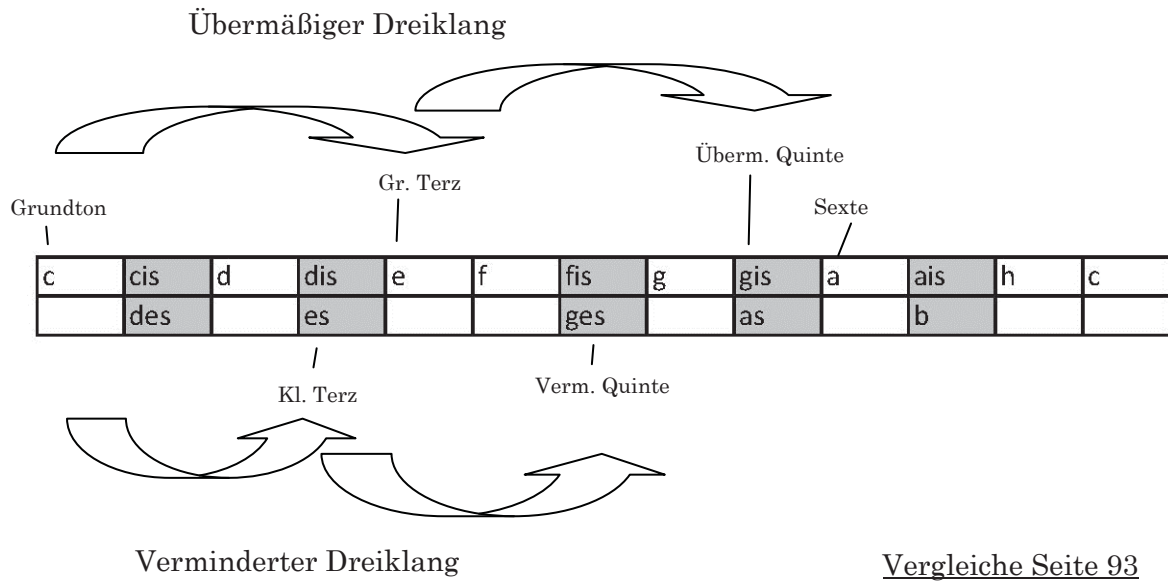 Übermäßiger Dreiklang
Überm. Quinte
Gr. Terz
Grundton
Sexte
c cis d dis e f fis g gis a ais h c
des es ges as b
Kl. Terz
Verm. Quinte
Verminderter Dreiklang
Vergleiche Seite 93